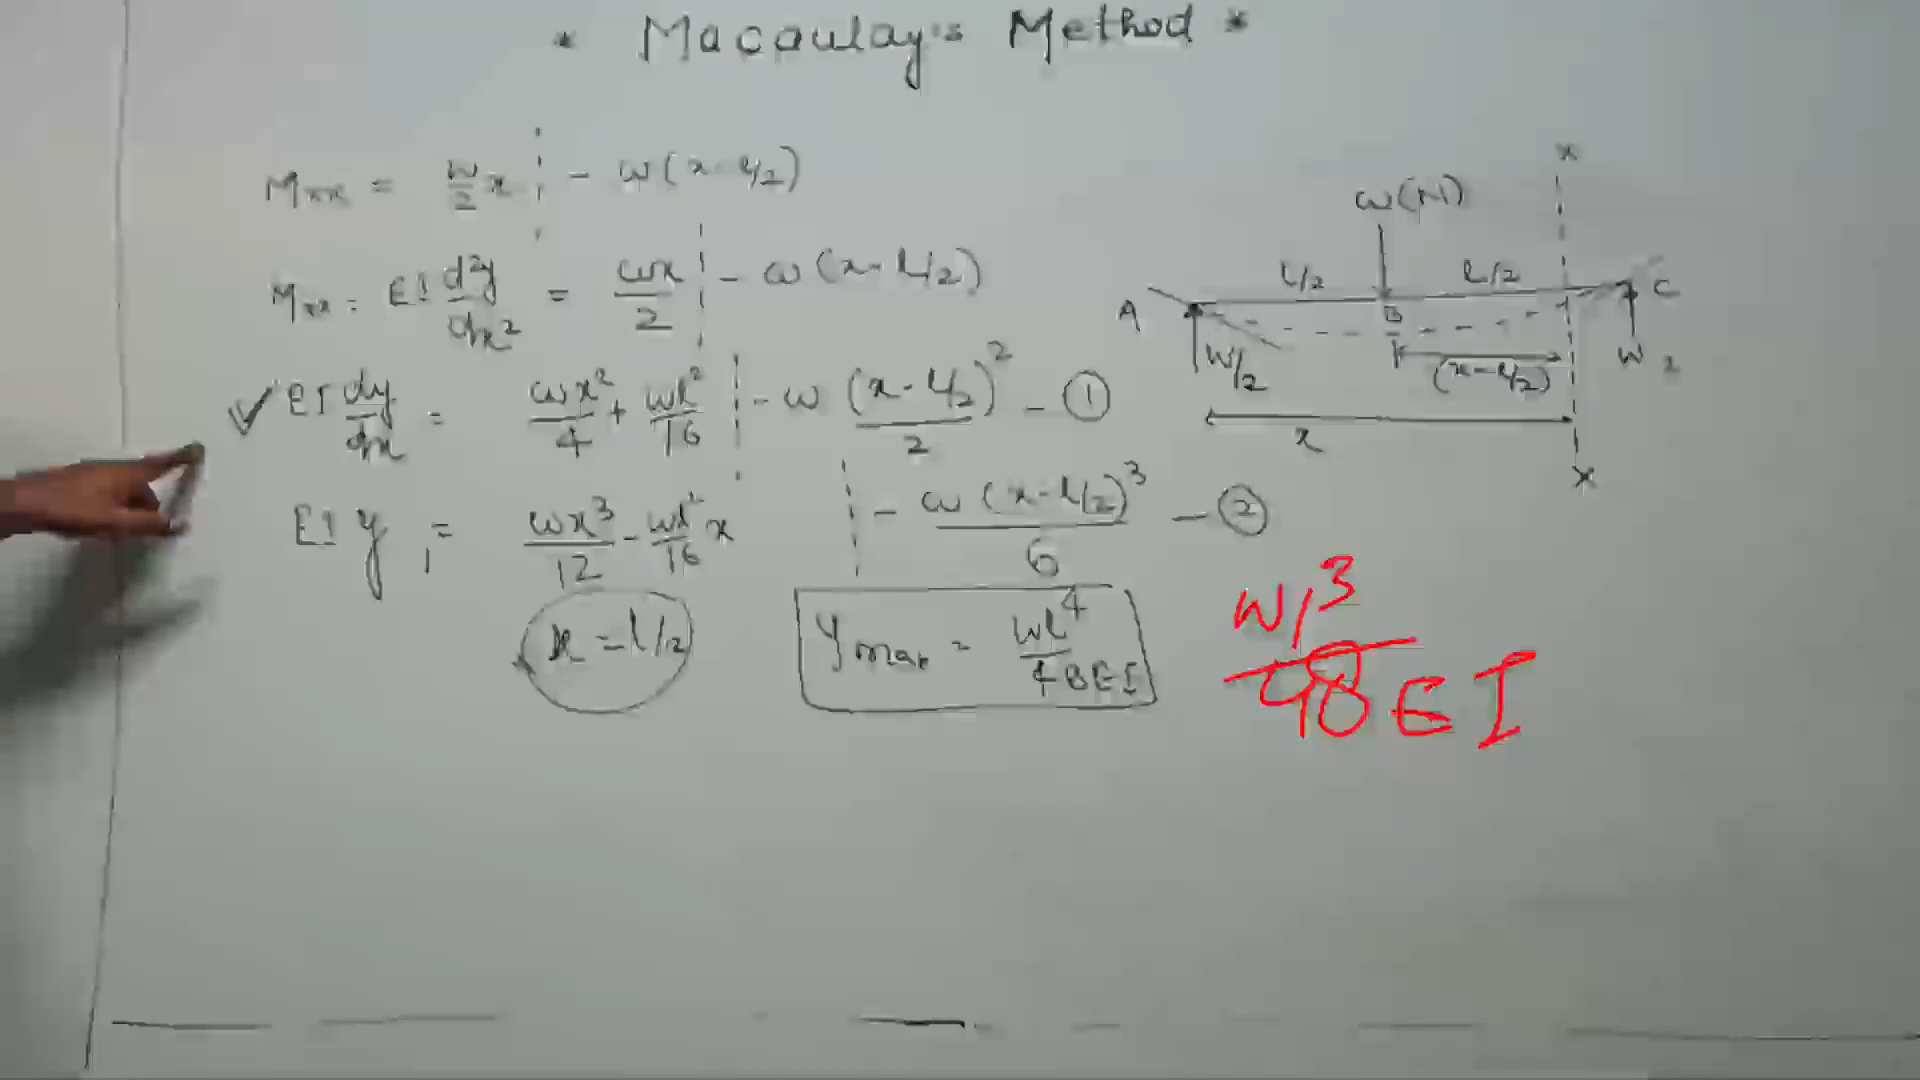 * Macaulay's Method *
Mxx = w/2 x ¦ - w(x - l/2)
Mxx = EI d²y/dx² = wx/2 ¦ - w(x - l/2)
✓ EI dy/dx = wx²/4 + wl²/16 ¦ - w (x - l/2)²/2 - ①
EI y = wx³/12 - wl²/16 x ¦ - w(x - l/2)³/6 - ②
x = l/2
ymax = wl⁴/48EI
wl³/48EI
x
w(N)
l/2
l/2
A
B
C
w/2
w 2
(x - l/2)
x
x